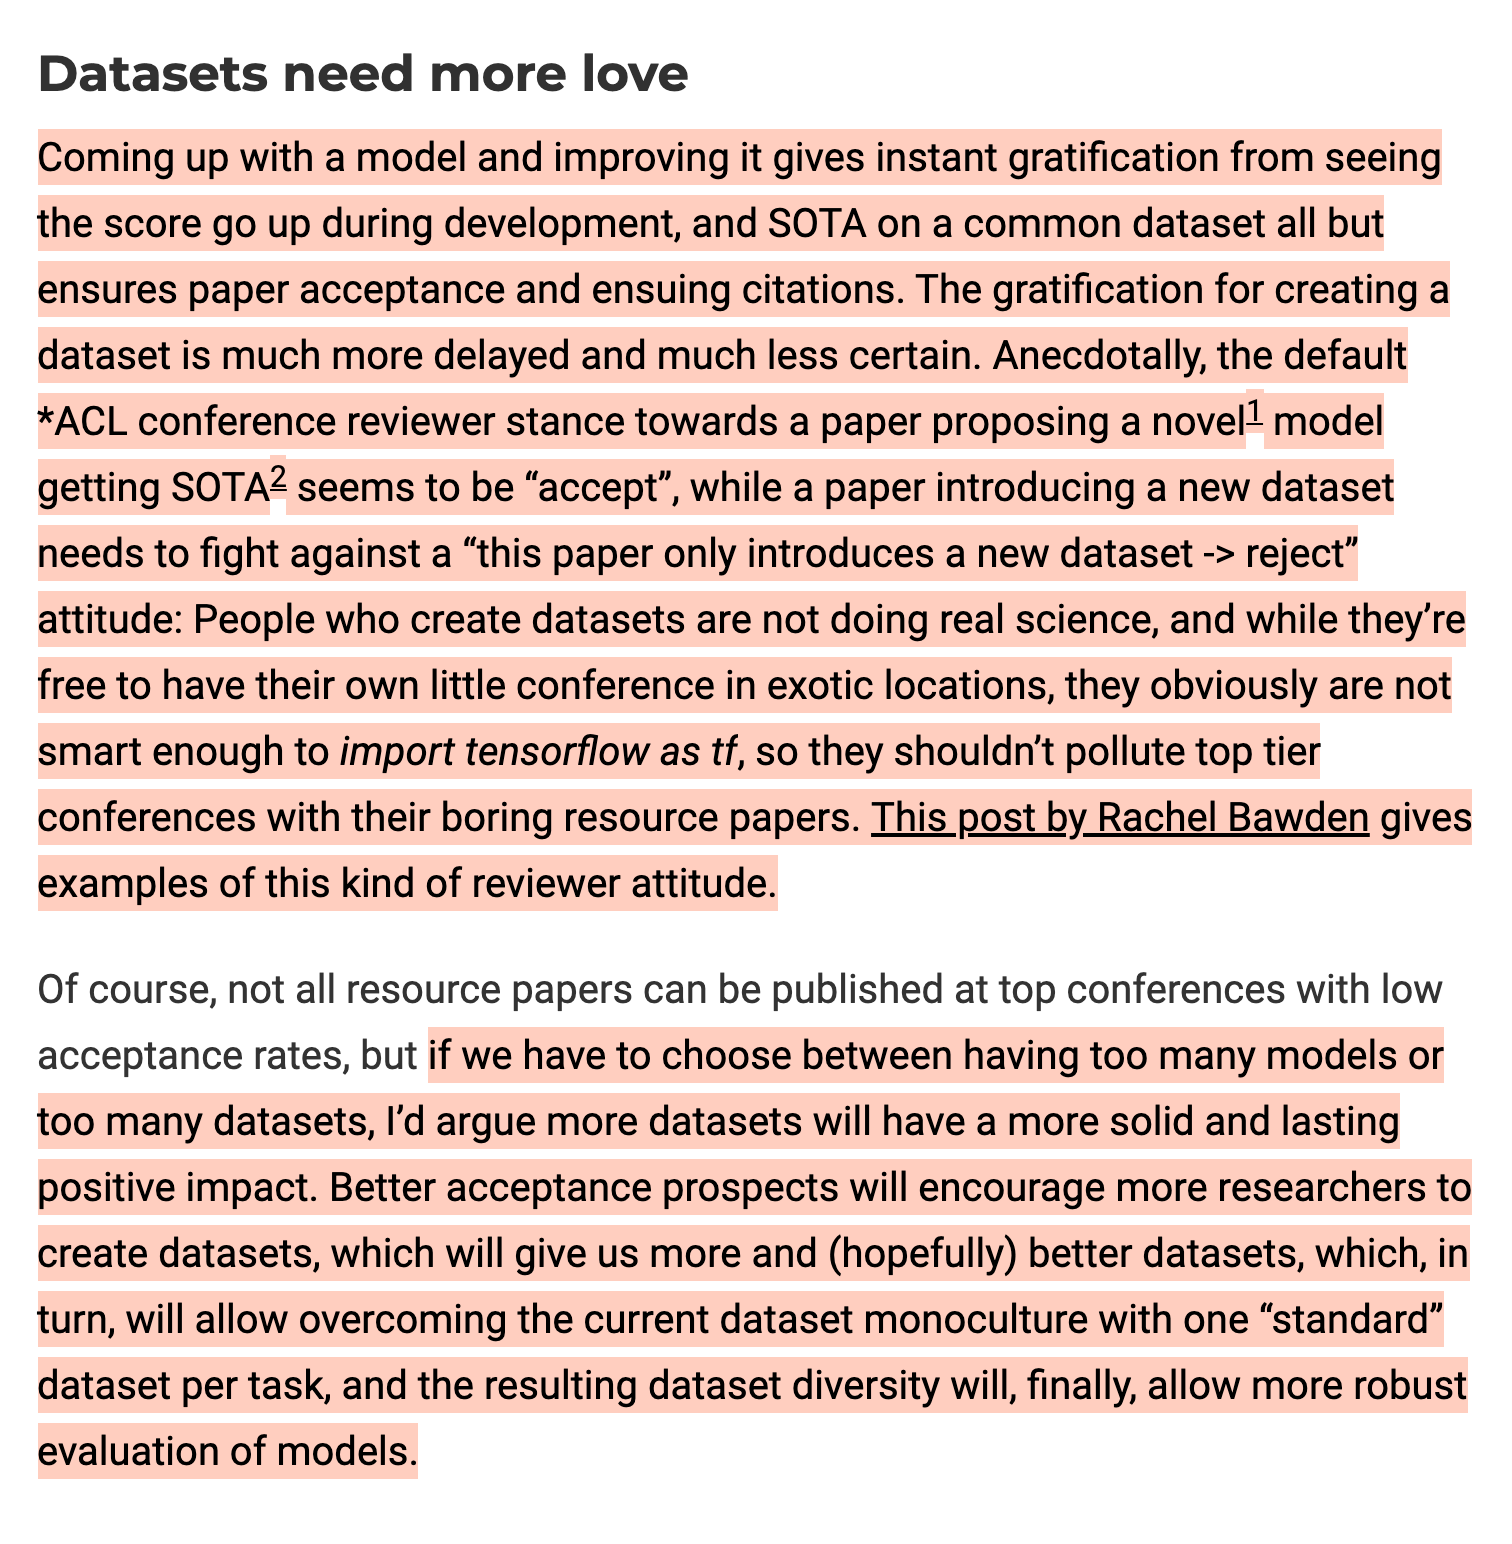 Datasets need more love
Coming up with a model and improving it gives instant gratification from seeing
the score go up during development, and SOTA on a common dataset all but
ensures paper acceptance and ensuing citations. The gratification for creating a
dataset is much more delayed and much less certain. Anecdotally, the default
*ACL conference reviewer stance towards a paper proposing a novel1 model
getting SOTA2 seems to be “accept”, while a paper introducing a new dataset
needs to fight against a “this paper only introduces a new dataset -> reject”
attitude: People who create datasets are not doing real science, and while they’re
free to have their own little conference in exotic locations, they obviously are not
smart enough to import tensorflow as tf, so they shouldn’t pollute top tier
conferences with their boring resource papers. This post by Rachel Bawden gives
examples of this kind of reviewer attitude.
Of course, not all resource papers can be published at top conferences with low
acceptance rates, but if we have to choose between having too many models or
too many datasets, I’d argue more datasets will have a more solid and lasting
positive impact. Better acceptance prospects will encourage more researchers to
create datasets, which will give us more and (hopefully) better datasets, which, in
turn, will allow overcoming the current dataset monoculture with one “standard”
dataset per task, and the resulting dataset diversity will, finally, allow more robust
evaluation of models.